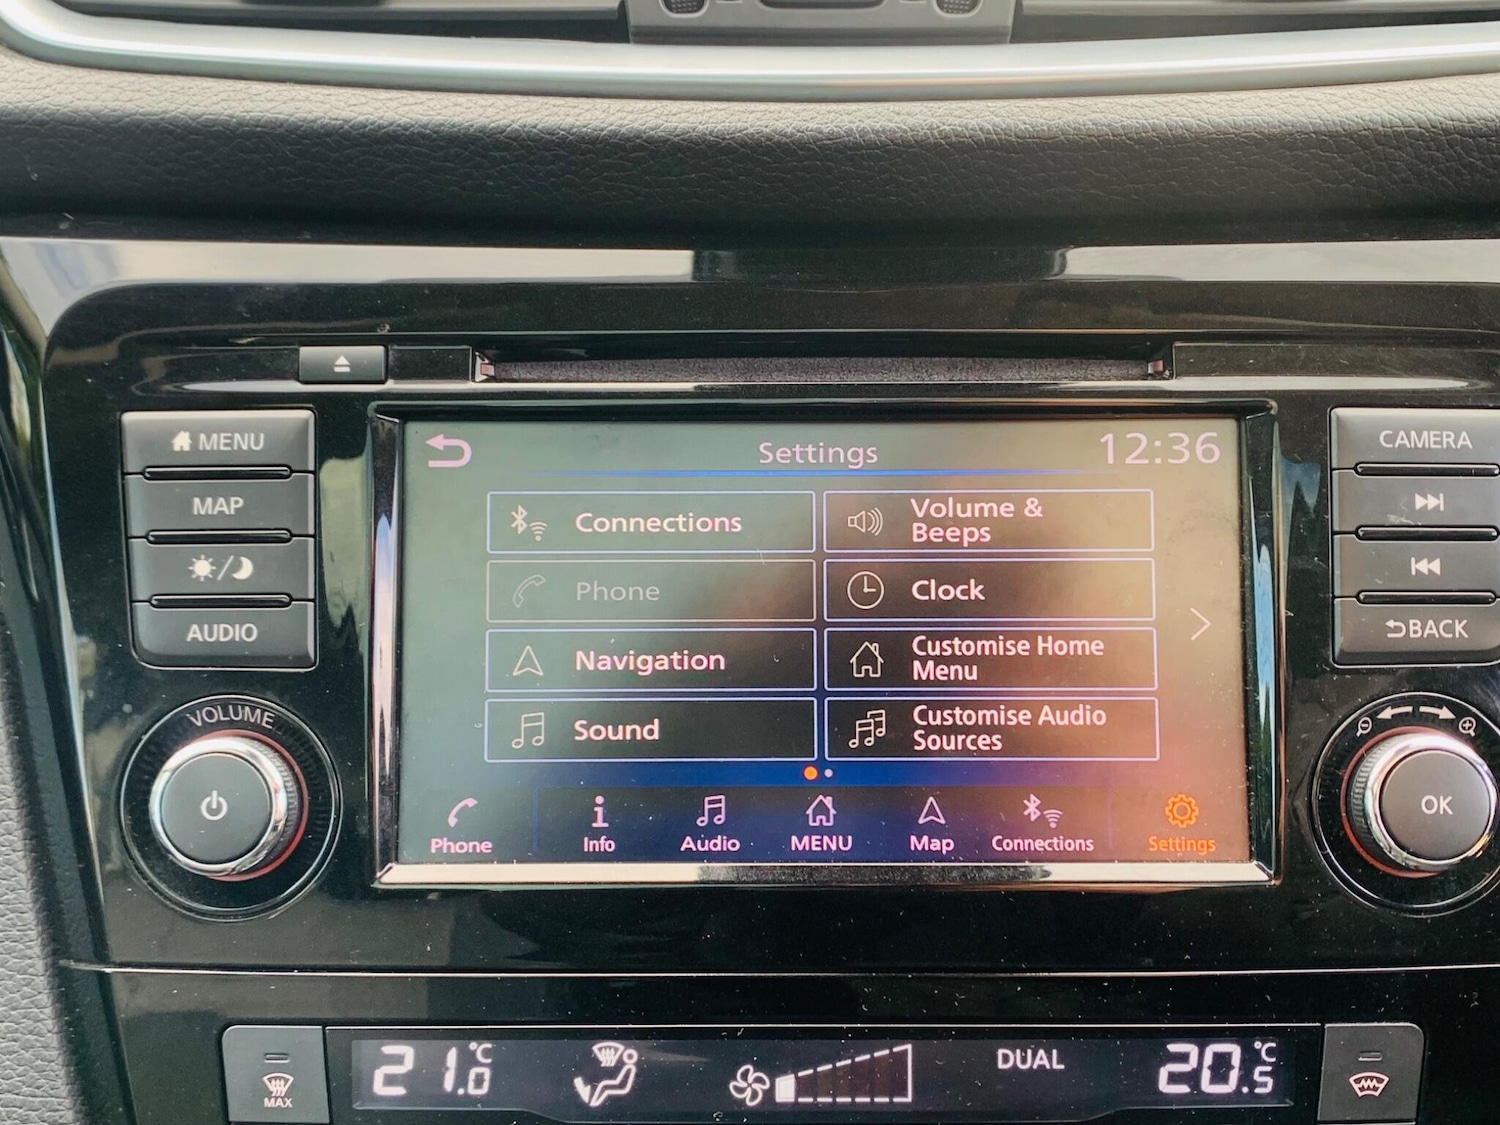 MENU
MAP
AUDIO
VOLUME
Settings
12:36
Connections
Volume &
Beeps
Phone
Clock
Navigation
Customise Home
Menu
Sound
Customise Audio
Sources
Phone
Info
Audio
MENU
Map
Connections
Settings
CAMERA
BACK
OK
MAX
21.0°C
DUAL
20.5°C